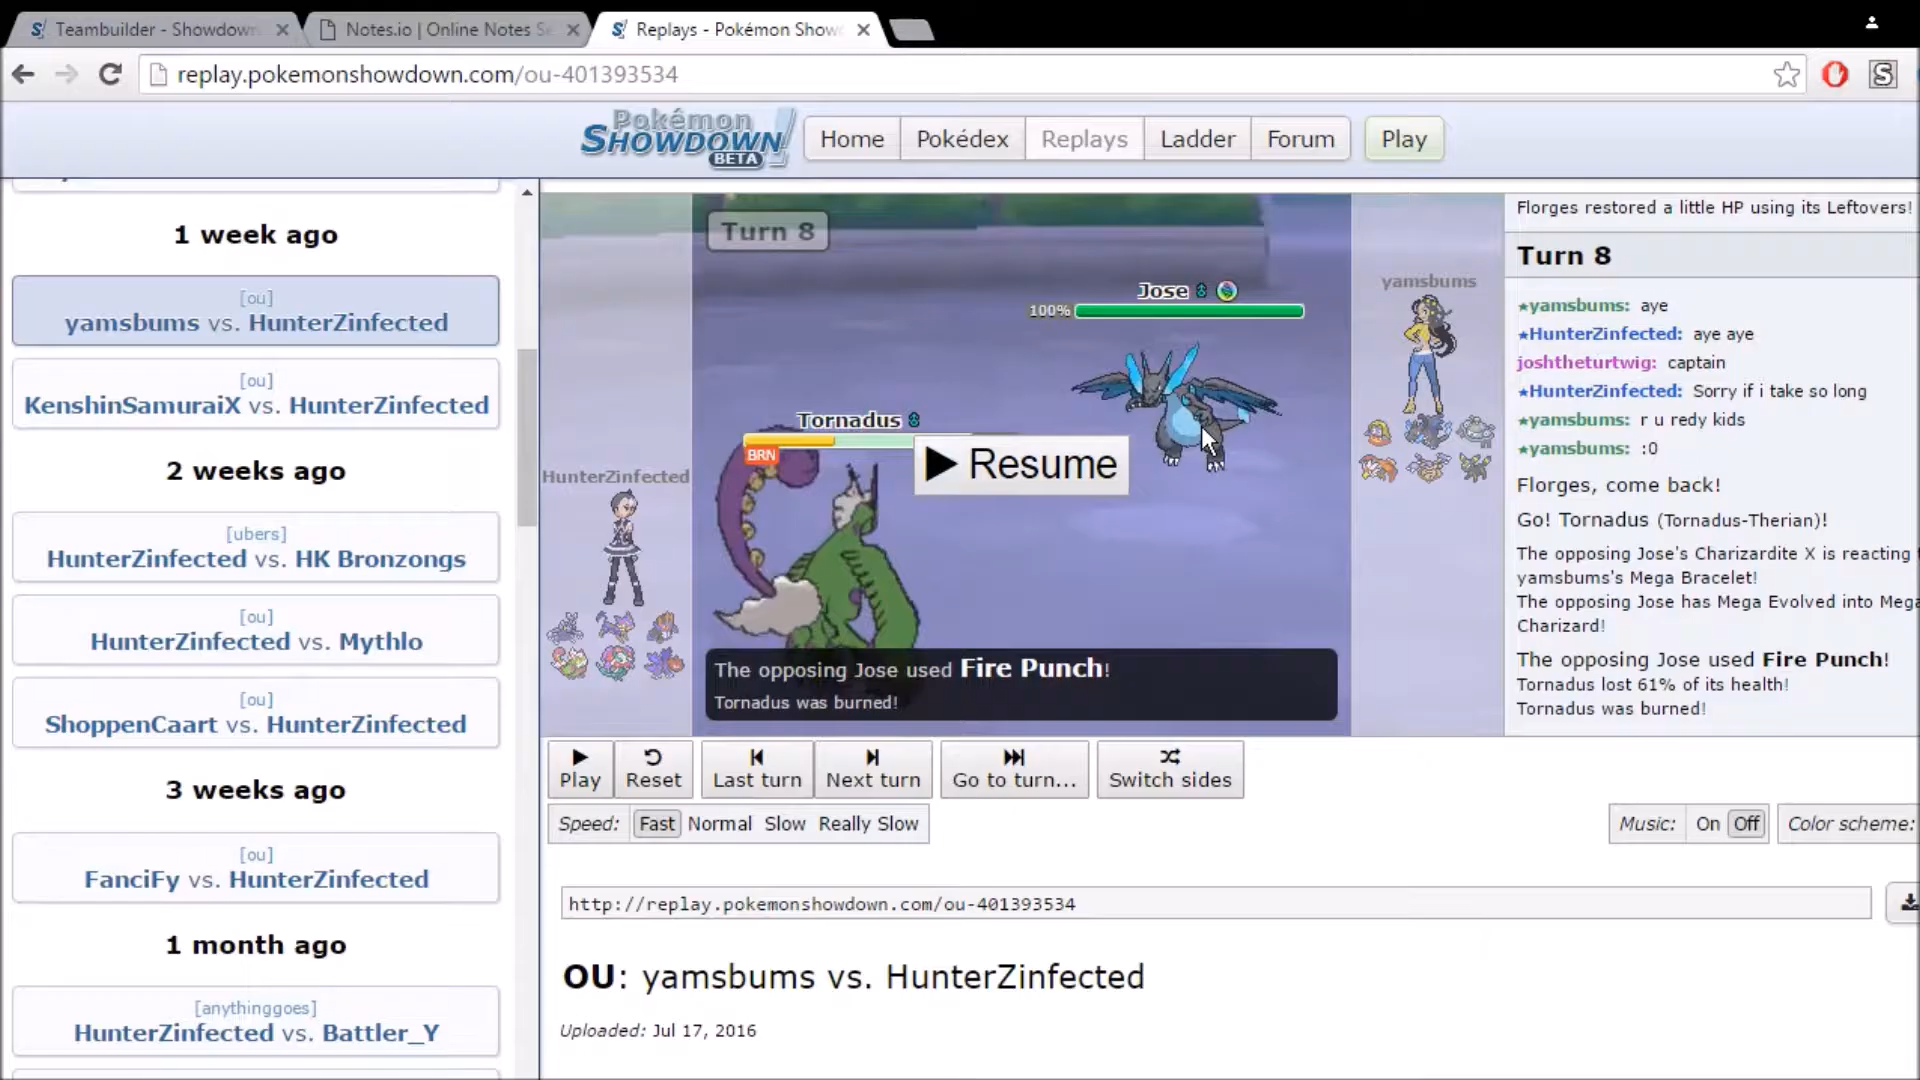 Teambuilder - Showdown
Notes.io | Online Notes Se
Replays - Pokémon Show
replay.pokemonshowdown.com/ou-401393534
S
Pokémon
SHOWDOWN!
BETA
Home
Pokédex
Replays
Ladder
Forum
Play
1 week ago
[ou]
yamsbums vs. HunterZinfected
[ou]
KenshinSamuraiX vs. HunterZinfected
2 weeks ago
[ubers]
HunterZinfected vs. HK Bronzongs
[ou]
HunterZinfected vs. Mythlo
[ou]
ShoppenCaart vs. HunterZinfected
3 weeks ago
[ou]
FanciFy vs. HunterZinfected
1 month ago
[anythinggoes]
HunterZinfected vs. Battler_Y
HunterZinfected
Turn 8
Jose
100%
Tornadus
BRN
Resume
The opposing Jose used Fire Punch!
Tornadus was burned!
yamsbums
Florges restored a little HP using its Leftovers!
Turn 8
★yamsbums: aye
★HunterZinfected: aye aye
joshtheturtwig: captain
★HunterZinfected: Sorry if i take so long
★yamsbums: r u redy kids
★yamsbums: :0
Florges, come back!
Go! Tornadus (Tornadus-Therian)!
The opposing Jose's Charizardite X is reacting
yamsbums's Mega Bracelet!
The opposing Jose has Mega Evolved into Mega
Charizard!
The opposing Jose used Fire Punch!
Tornadus lost 61% of its health!
Tornadus was burned!
Play
Reset
Last turn
Next turn
Go to turn...
Switch sides
Speed: Fast Normal Slow Really Slow
Music: On Off
Color scheme:
http://replay.pokemonshowdown.com/ou-401393534
OU: yamsbums vs. HunterZinfected
Uploaded: Jul 17, 2016